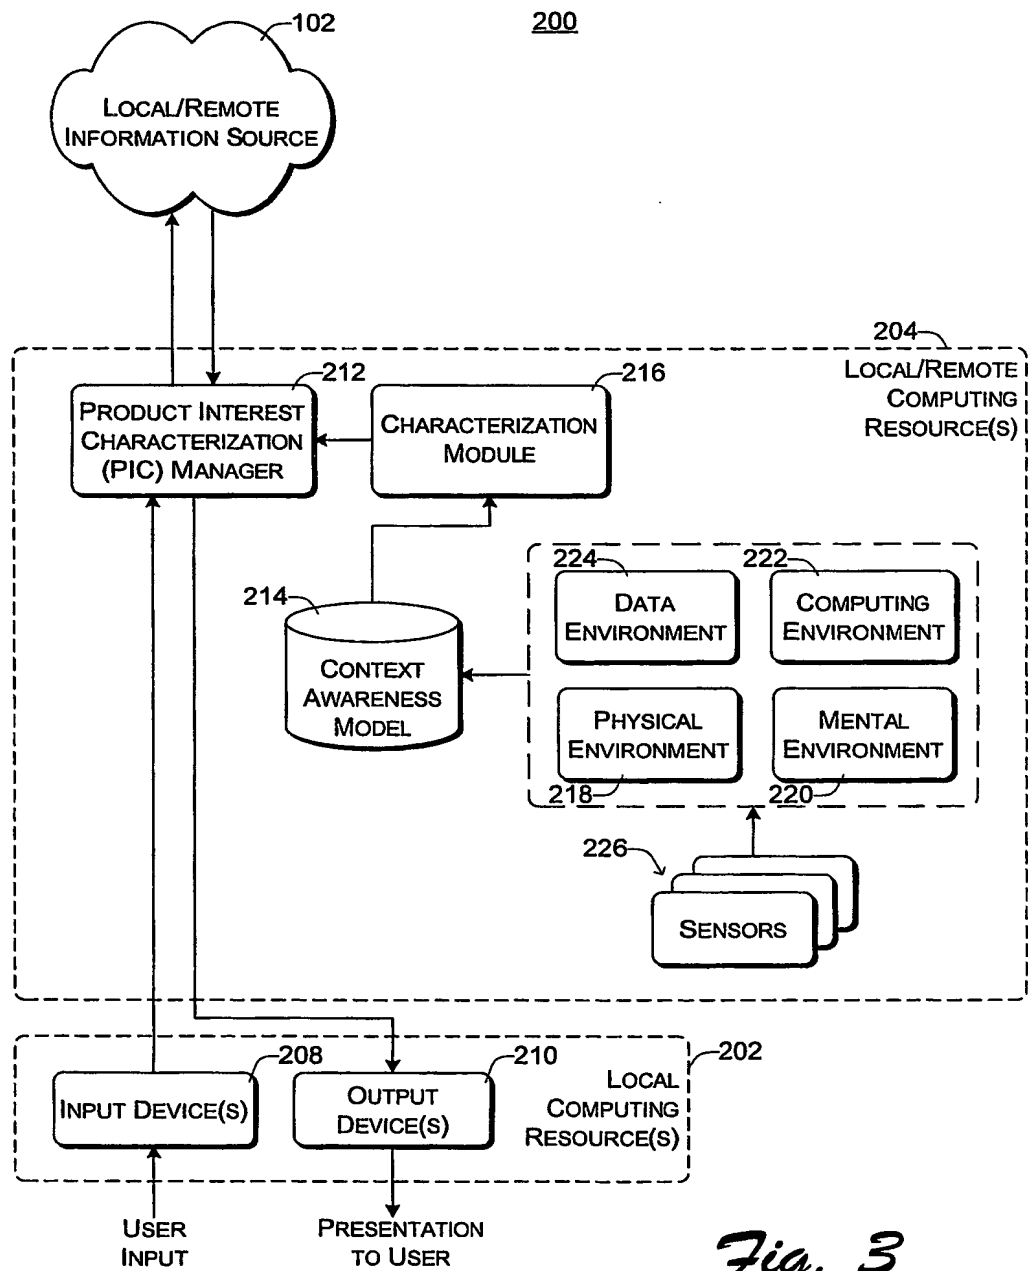 200
102
LOCAL/REMOTE
INFORMATION SOURCE
204
LOCAL/REMOTE
COMPUTING
RESOURCE(S)
212
PRODUCT INTEREST
CHARACTERIZATION
(PIC) MANAGER
216
CHARACTERIZATION
MODULE
214
CONTEXT
AWARENESS
MODEL
224
DATA
ENVIRONMENT
222
COMPUTING
ENVIRONMENT
PHYSICAL
ENVIRONMENT
218
MENTAL
ENVIRONMENT
220
226
SENSORS
202
LOCAL
COMPUTING
RESOURCE(S)
208
INPUT DEVICE(S)
210
OUTPUT
DEVICE(S)
USER
INPUT
PRESENTATION
TO USER
Fig. 3